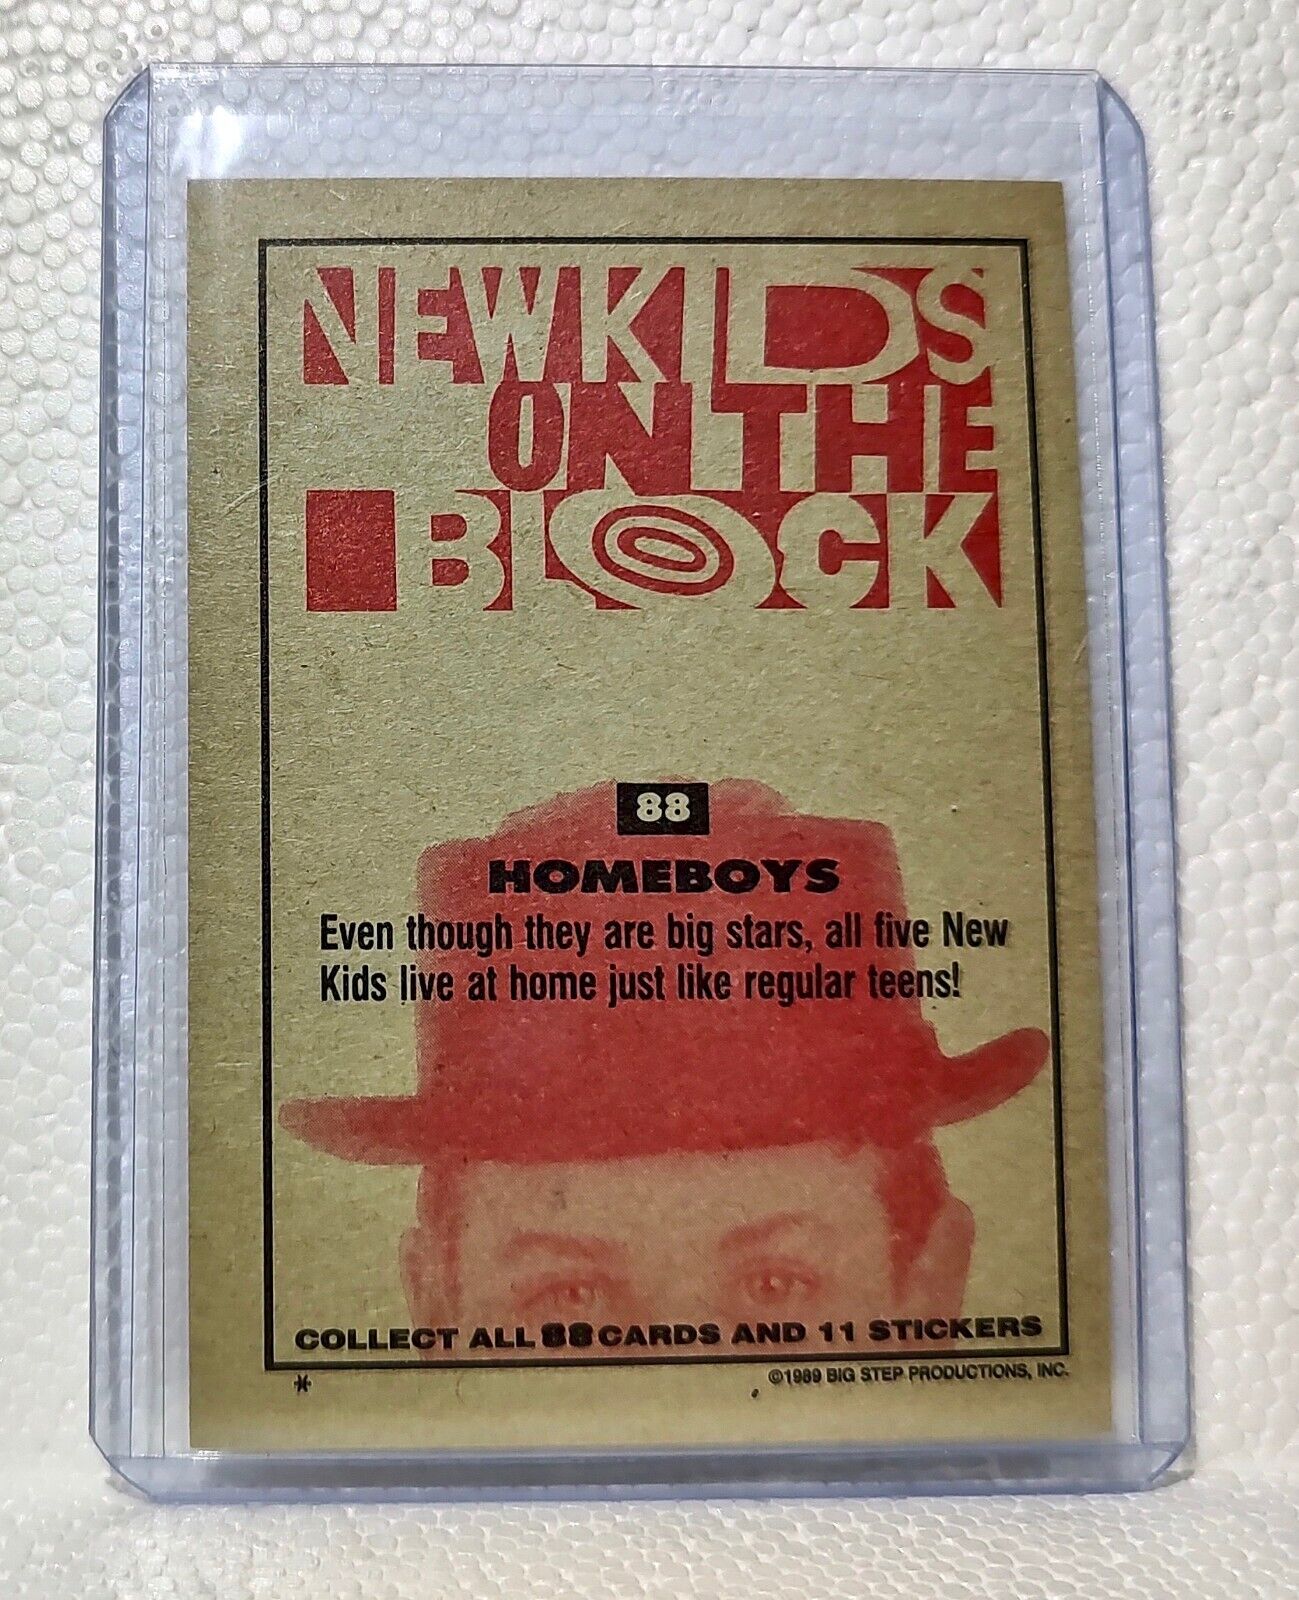 NEW KIDS
ON THE
BLOCK
88
HOMEBOYS
Even though they are big stars, all five New
Kids live at home just like regular teens!
COLLECT ALL 88 CARDS AND 11 STICKERS
*
©1989 BIG STEP PRODUCTIONS, INC.